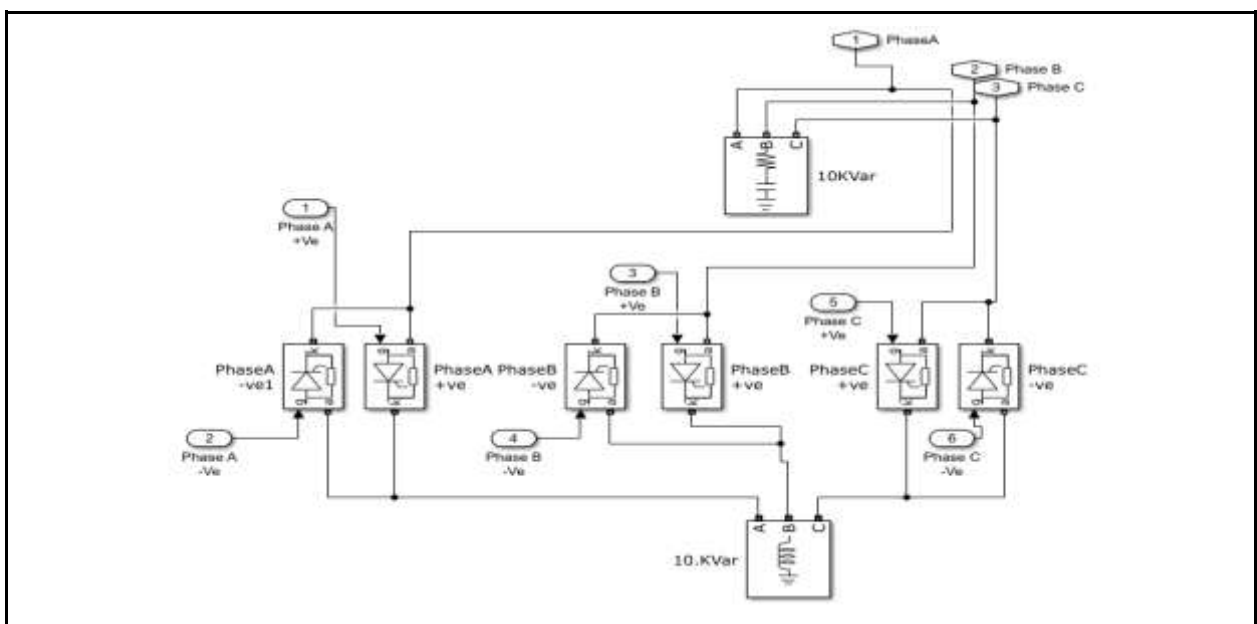 1
PhaseA
2
Phase B
3
Phase C
A
B
C
10KVar
1
Phase A
+Ve
3
Phase B
+Ve
5
Phase C
+Ve
k
g
a
k
g
a
g
a
k
PhaseA
-ve1
PhaseA
+ve
PhaseB
-ve
PhaseB
+ve
PhaseC
+ve
PhaseC
-ve
g
a
k
g
a
k
k
g
a
2
Phase A
-Ve
4
Phase B
-Ve
6
Phase C
-Ve
A
B
C
10.KVar